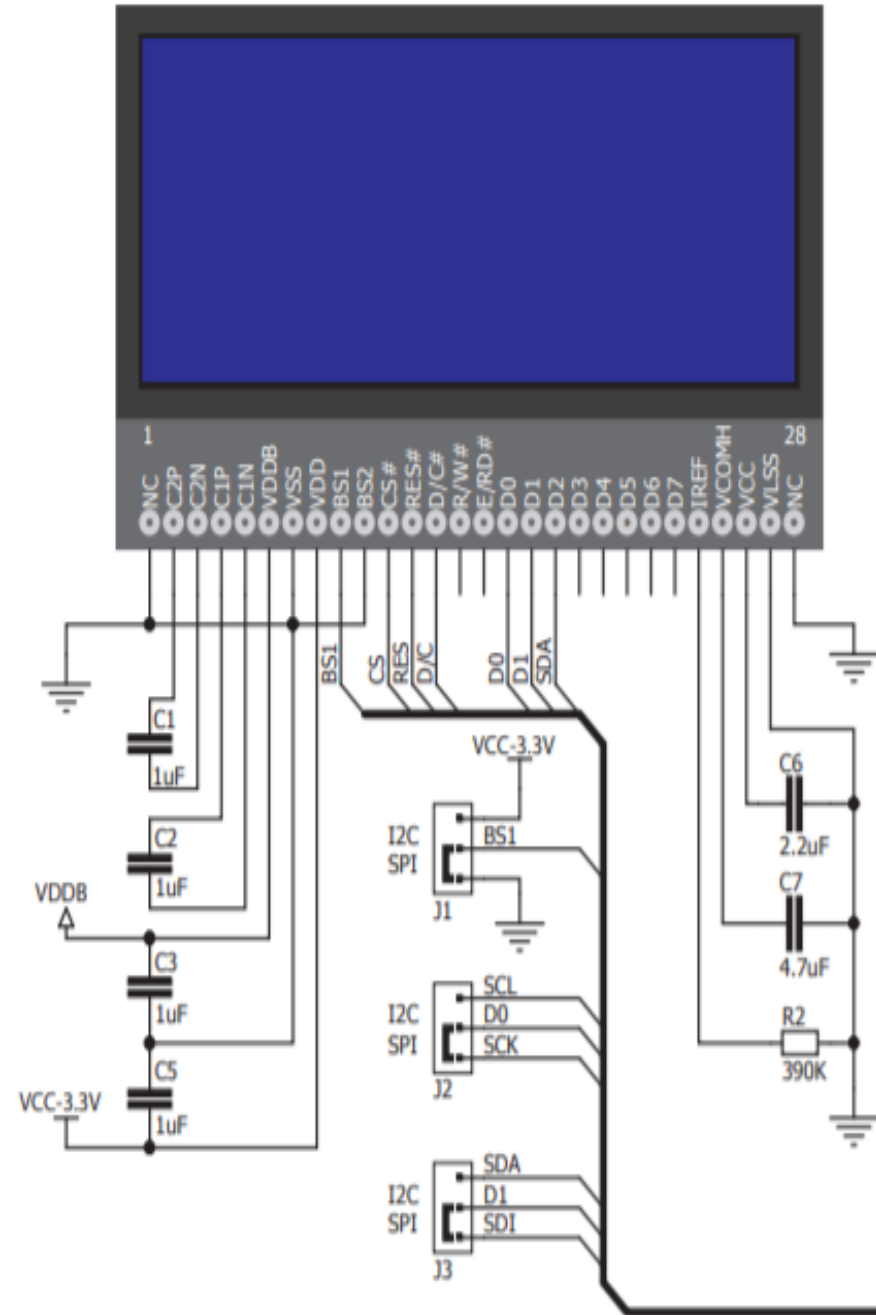 1 28
NC C2P C2N C1P C1N VDDB VSS VDD BS1 BS2 CS# RES# D/C# R/W# E/RD# D0 D1 D2 D3 D4 D5 D6 D7 IREF VCOMH VCC VLSS NC
BS1 CS RES D/C D0 D1 SDA
C1
1uF
C2
1uF
VDDB
C3
1uF
C5
VCC-3.3V
1uF
VCC-3.3V
I2C BS1
SPI
J1
SCL
I2C D0
SPI SCK
J2
SDA
I2C D1
SPI SDI
J3
C6
2.2uF
C7
4.7uF
R2
390K